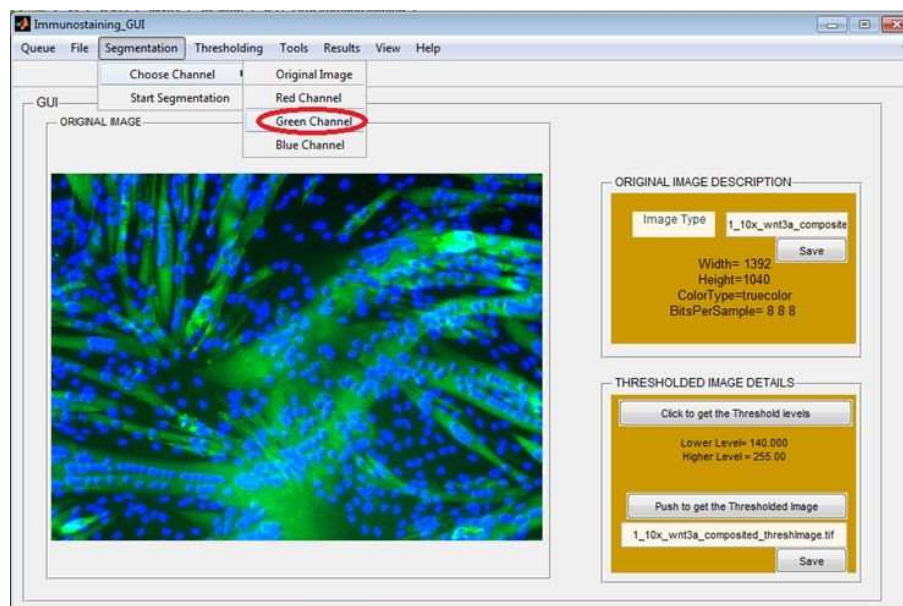 Immunostaining_GUI
Queue File Segmentation Thresholding Tools Results View Help
Choose Channel Original Image
Start Segmentation Red Channel
Green Channel
Blue Channel
GUI
ORIGINAL IMAGE
ORIGINAL IMAGE DESCRIPTION
Image Type 1_10x_wnt3a_composite
Save
Width= 1392
Height=1040
ColorType=truecolor
BitsPerSample= 8 8 8
THRESHOLDED IMAGE DETAILS
Click to get the Threshold levels
Lower Level= 140.000
Higher Level = 255.00
Push to get the Thresholded Image
1_10x_wnt3a_composited_threshImage.tif
Save